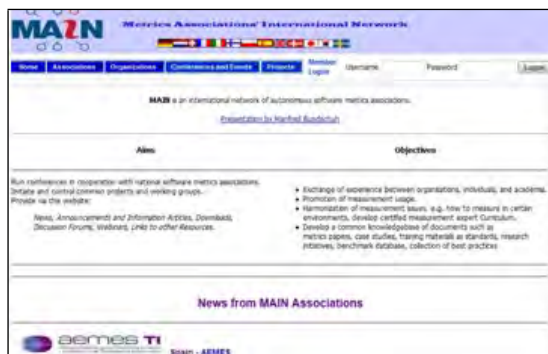 MAIN Metrics Associations' International Network
Home Associations Organizations Conferences and Events Projects Member Logon Username Password Logon
MAIN is an international network of autonomous software metrics associations.
Presentation by Manfred Bundschuh
Aims
Run conferences in cooperation with national software metrics associations.
Initiate and control common projects and working groups.
Provide via the website:
News, Announcements and Information Articles, Downloads,
Discussion Forums, Webinars, Links to other Resources.
Objectives
Exchange of experience between organisations, individuals, and academia.
Promotion of measurement usage.
Harmonization of measurement issues, e.g. how to measure in certain
environments, develop certified measurement expert Curriculum.
Develop a common knowledgebase of documents such as
metrics papers, case studies, training materials as standards, research
initiatives, benchmark database, collection of best practices
News from MAIN Associations
aemes TI
Spain - AEMES